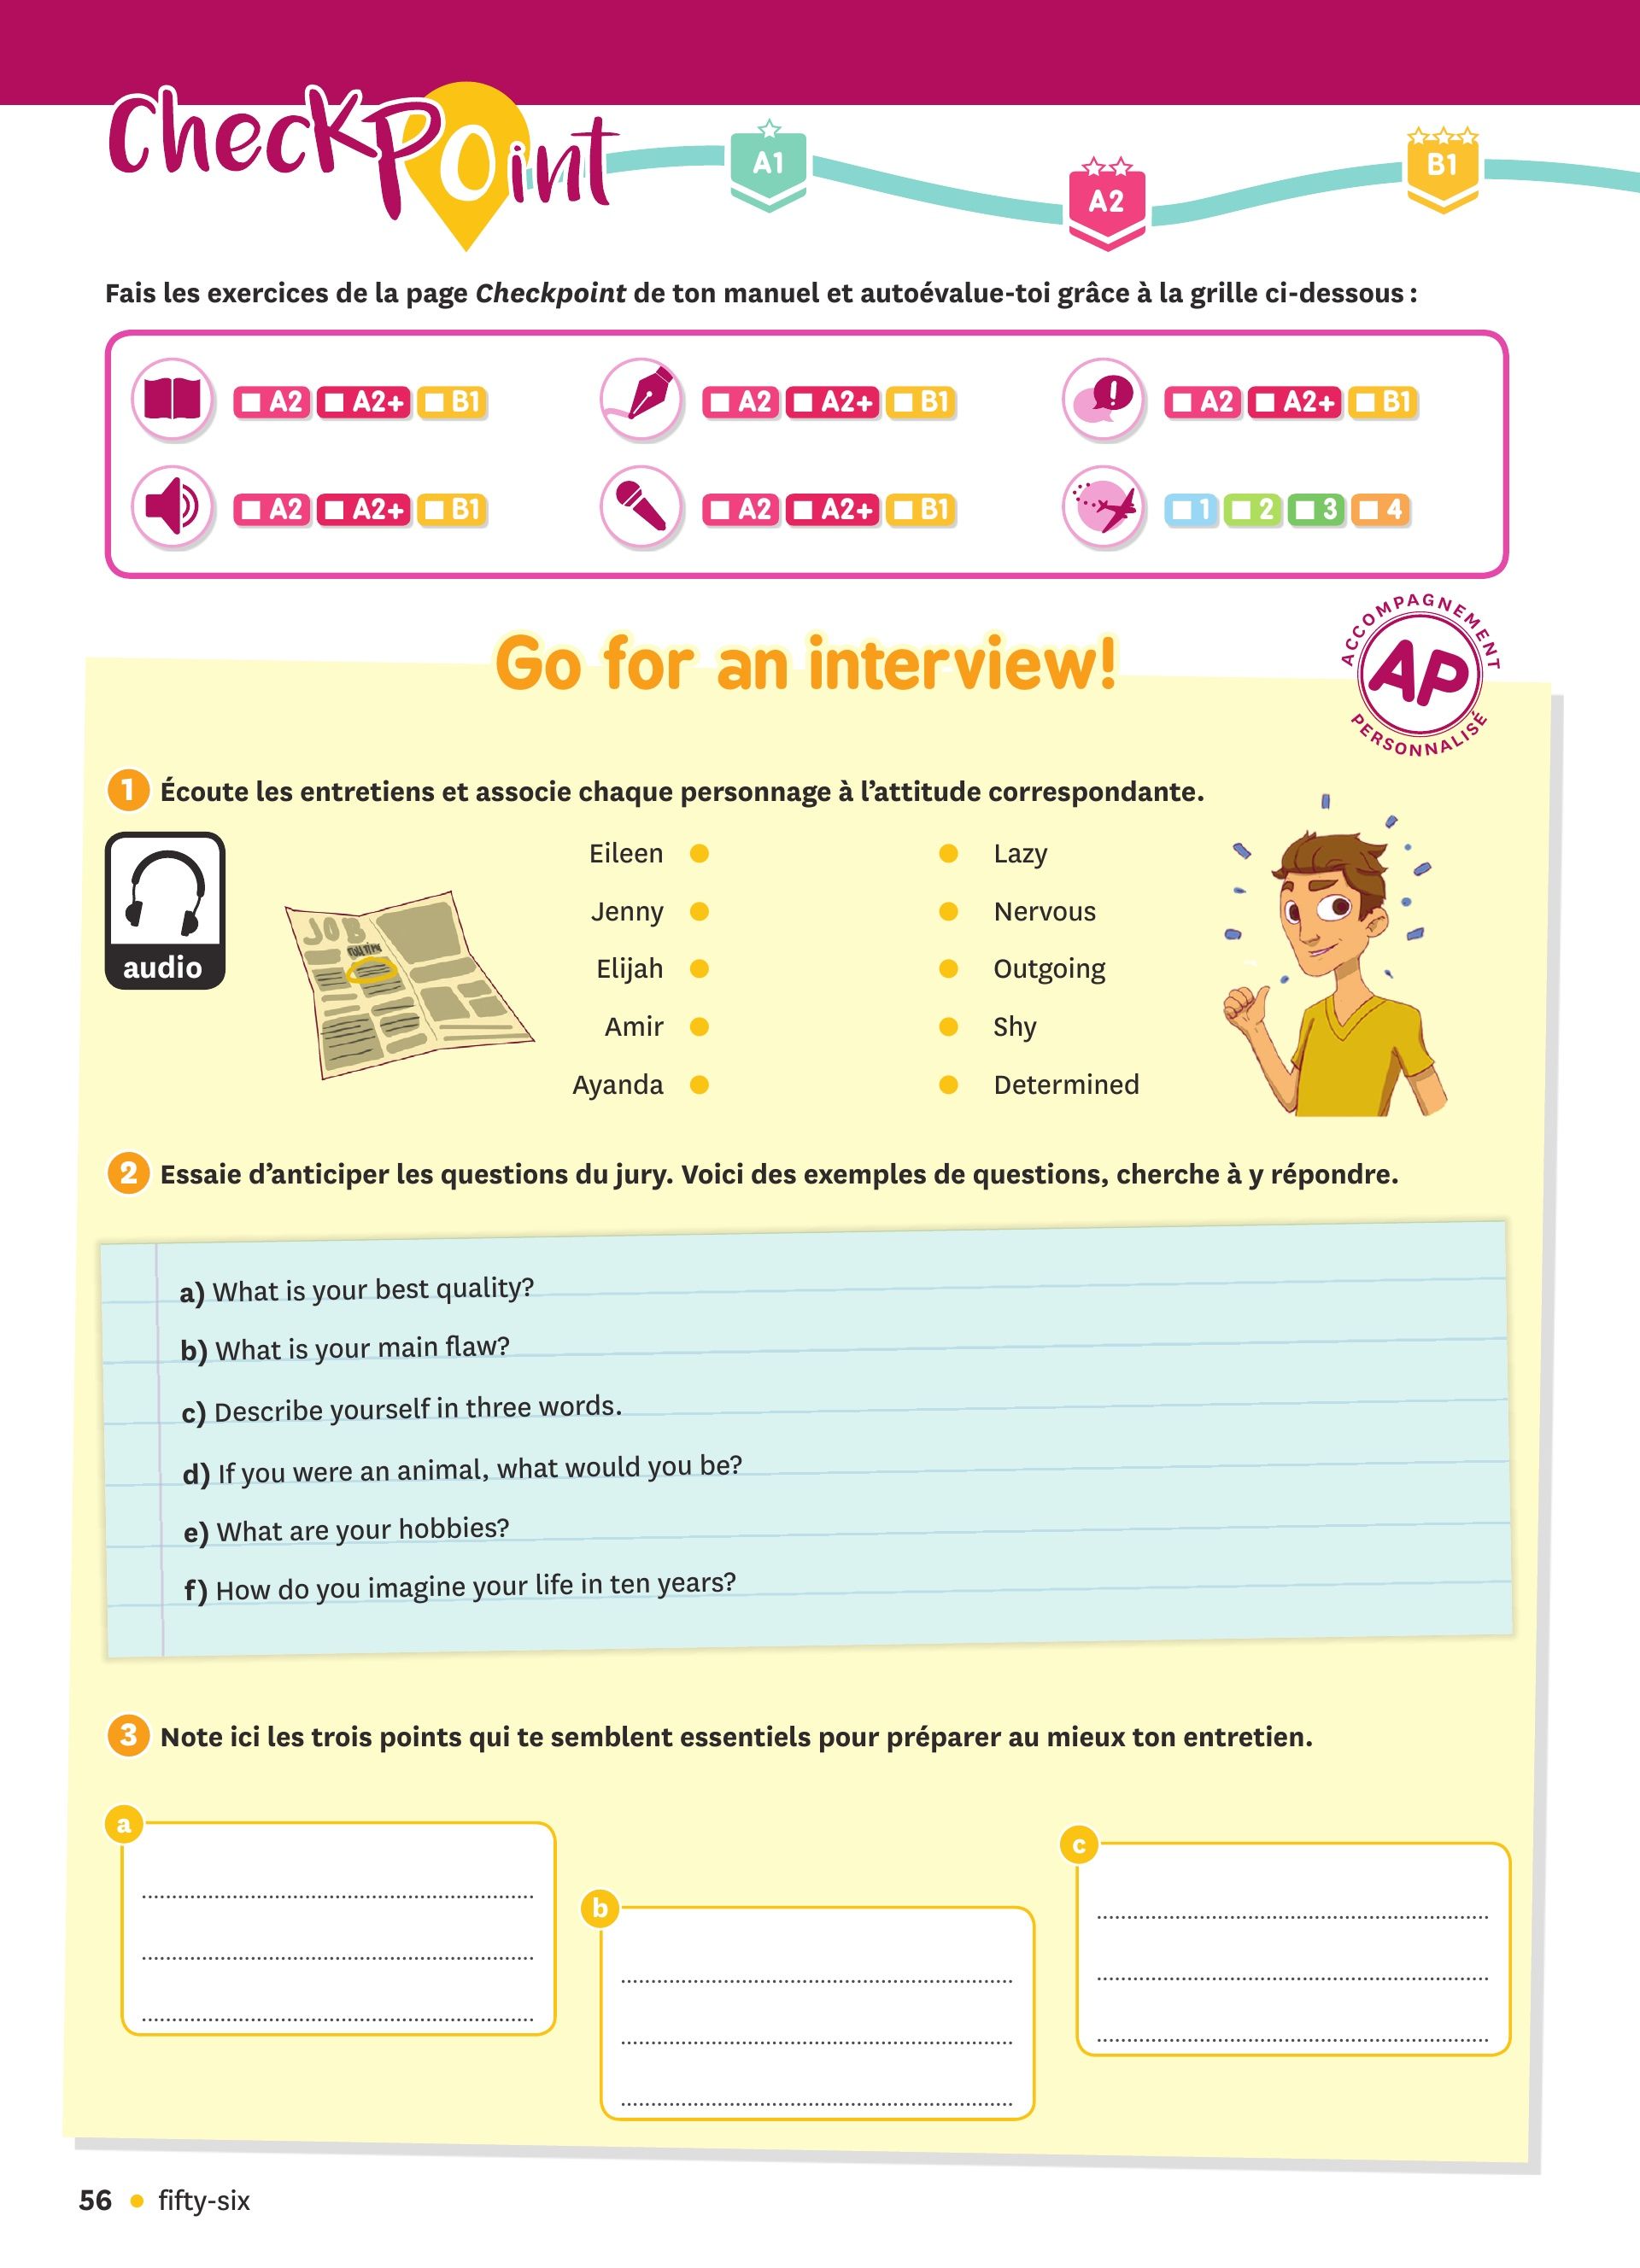 CheckPoint
A1
A2
B1
Fais les exercices de la page Checkpoint de ton manuel et autoévalue-toi grâce à la grille ci-dessous :
A2 A2+ B1
A2 A2+ B1
A2 A2+ B1
A2 A2+ B1
A2 A2+ B1
1 2 3 4
Go for an interview!
ACCOMPAGNEMENT
AP
PERSONNALISÉ
1 Écoute les entretiens et associe chaque personnage à l'attitude correspondante.
audio
JOB
FULL TIME
Eileen
Jenny
Elijah
Amir
Ayanda
Lazy
Nervous
Outgoing
Shy
Determined
2 Essaie d'anticiper les questions du jury. Voici des exemples de questions, cherche à y répondre.
a) What is your best quality?
b) What is your main flaw?
c) Describe yourself in three words.
d) If you were an animal, what would you be?
e) What are your hobbies?
f) How do you imagine your life in ten years?
3 Note ici les trois points qui te semblent essentiels pour préparer au mieux ton entretien.
a
b
c
56 • fifty-six